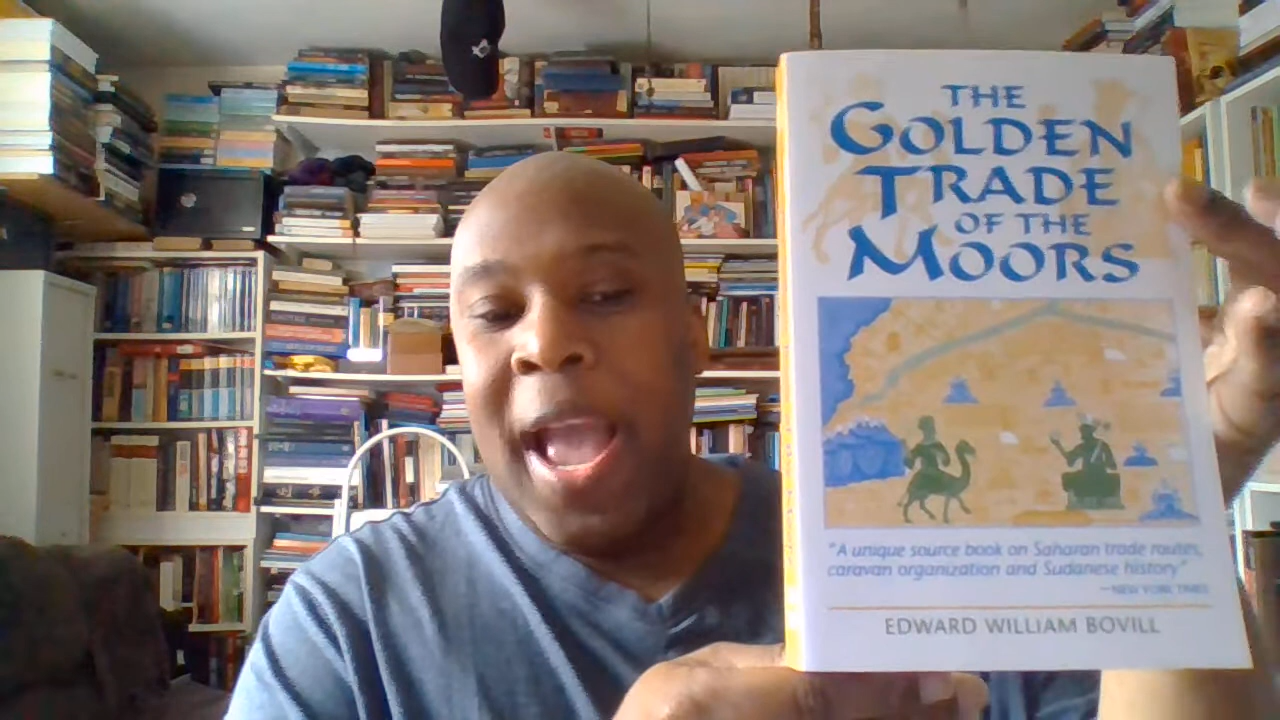 THE
GOLDEN
TRADE
OF THE
MOORS
"A unique source book on Saharan trade routes,
caravan organization and Sudanese history"
—NEW YORK TIMES
EDWARD WILLIAM BOVILL